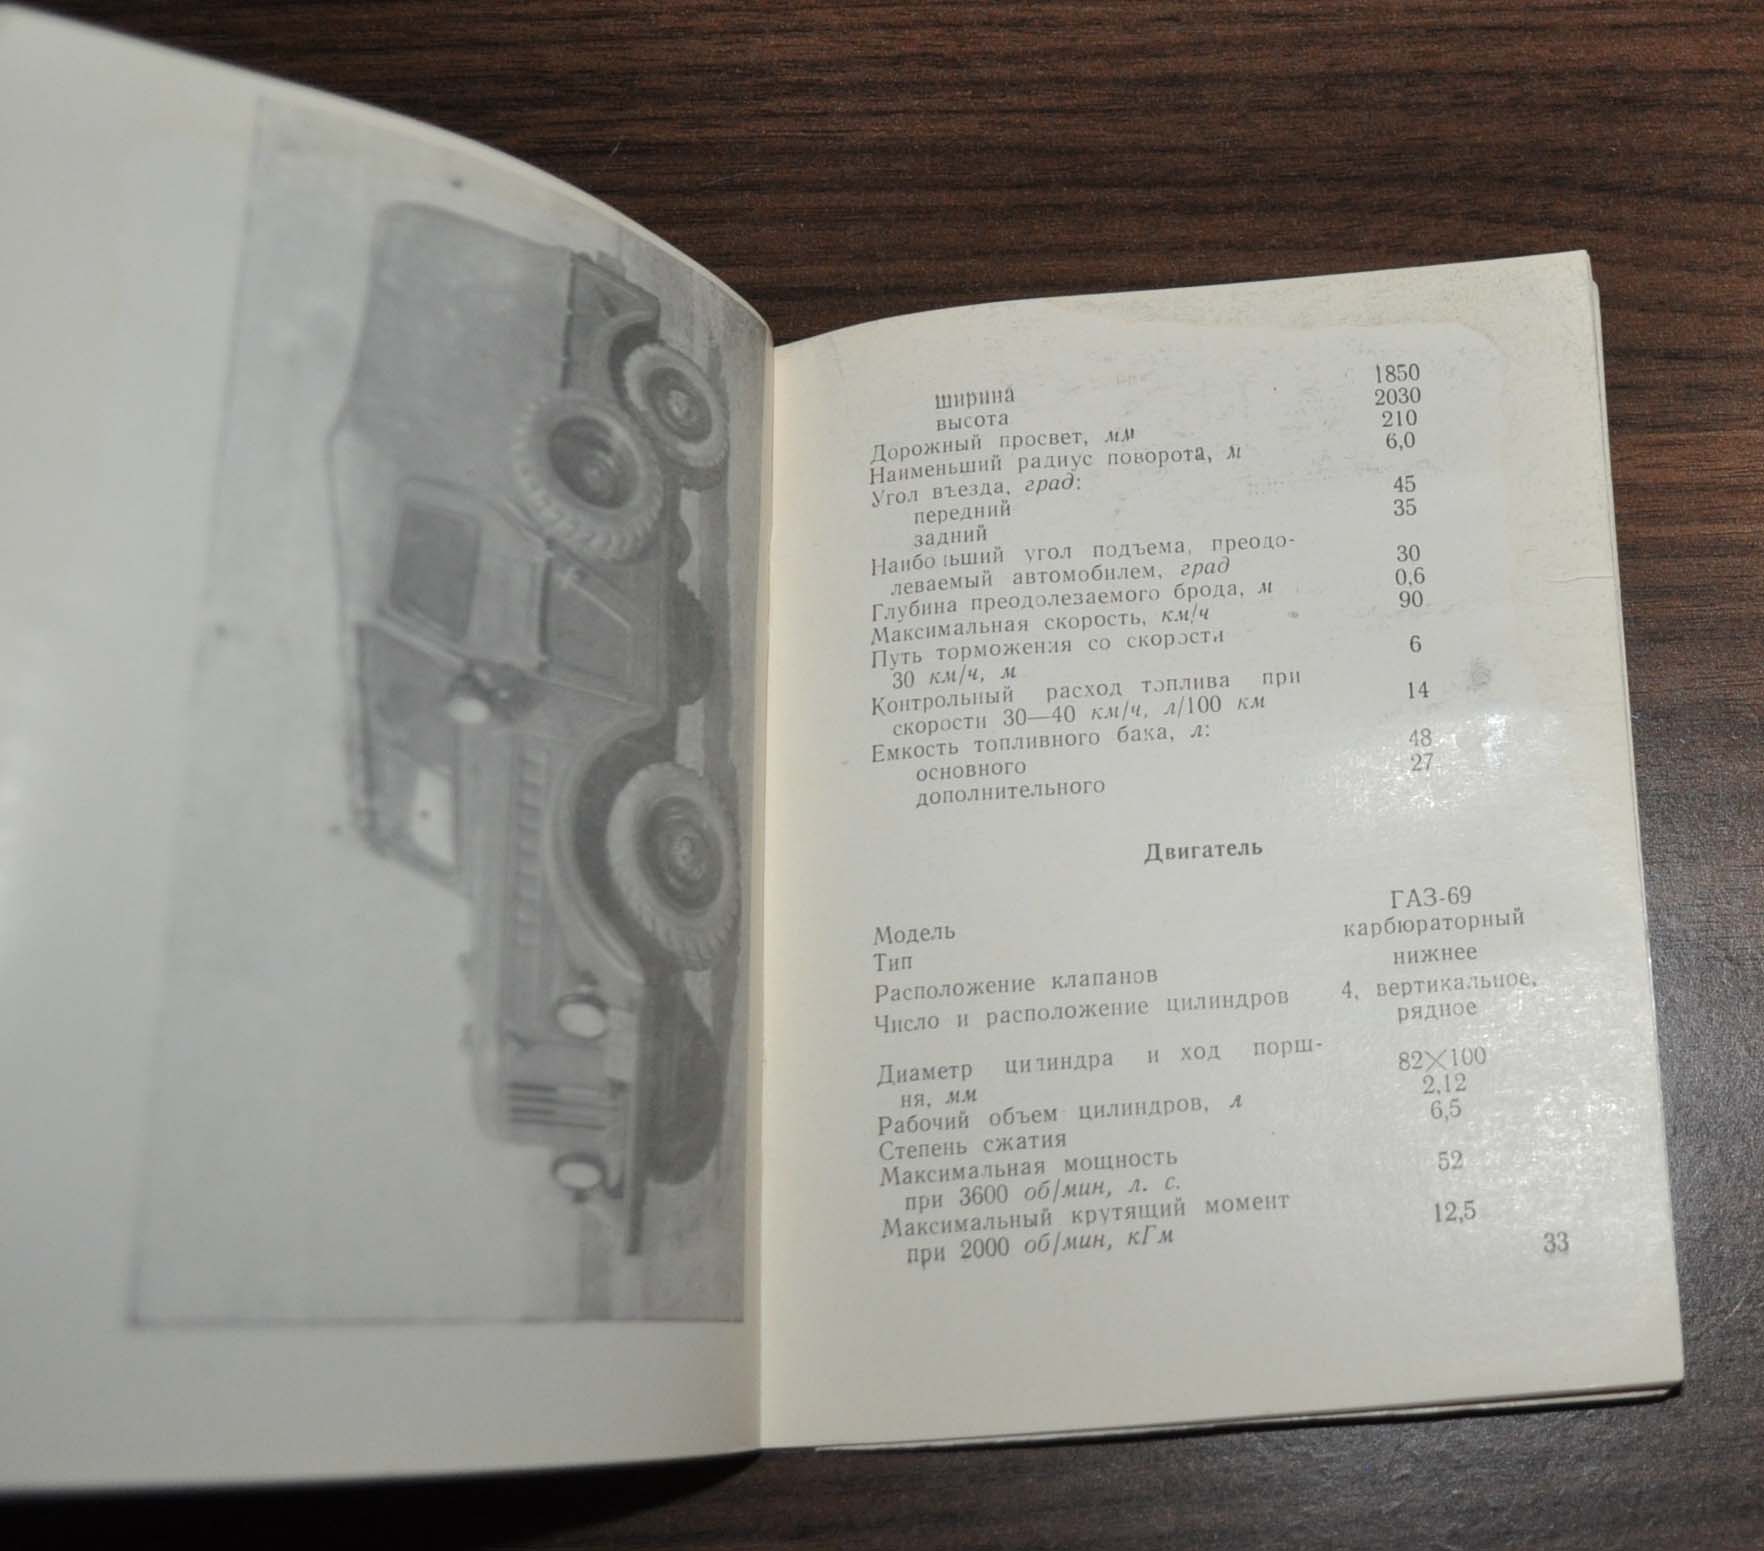 ширина 1850
высота 2030
Дорожный просвет, мм 210
Наименьший радиус поворота, м 6,0
Угол въезда, град:
передний 45
задний 35
Наибольший угол подъема, преодо-
леваемый автомобилем, град 30
Глубина преодолезаемого брода, м 0,6
Максимальная скорость, км/ч 90
Путь торможения со скорости
30 км/ч, м 6
Контрольный расход топлива при
скорости 30—40 км/ч, л/100 км 14
Емкость топливного бака, л:
основного 48
дополнительного 27
Двигатель
Модель ГАЗ-69
Тип карбюраторный
Расположение клапанов нижнее
Число и расположение цилиндров 4, вертикальное,
рядное
Диаметр цилиндра и ход порш-
ня, мм 82×100
Рабочий объем цилиндров, л 2,12
Степень сжатия 6,5
Максимальная мощность
при 3600 об/мин, л. с. 52
Максимальный крутящий момент
при 2000 об/мин, кГм 12,5
33